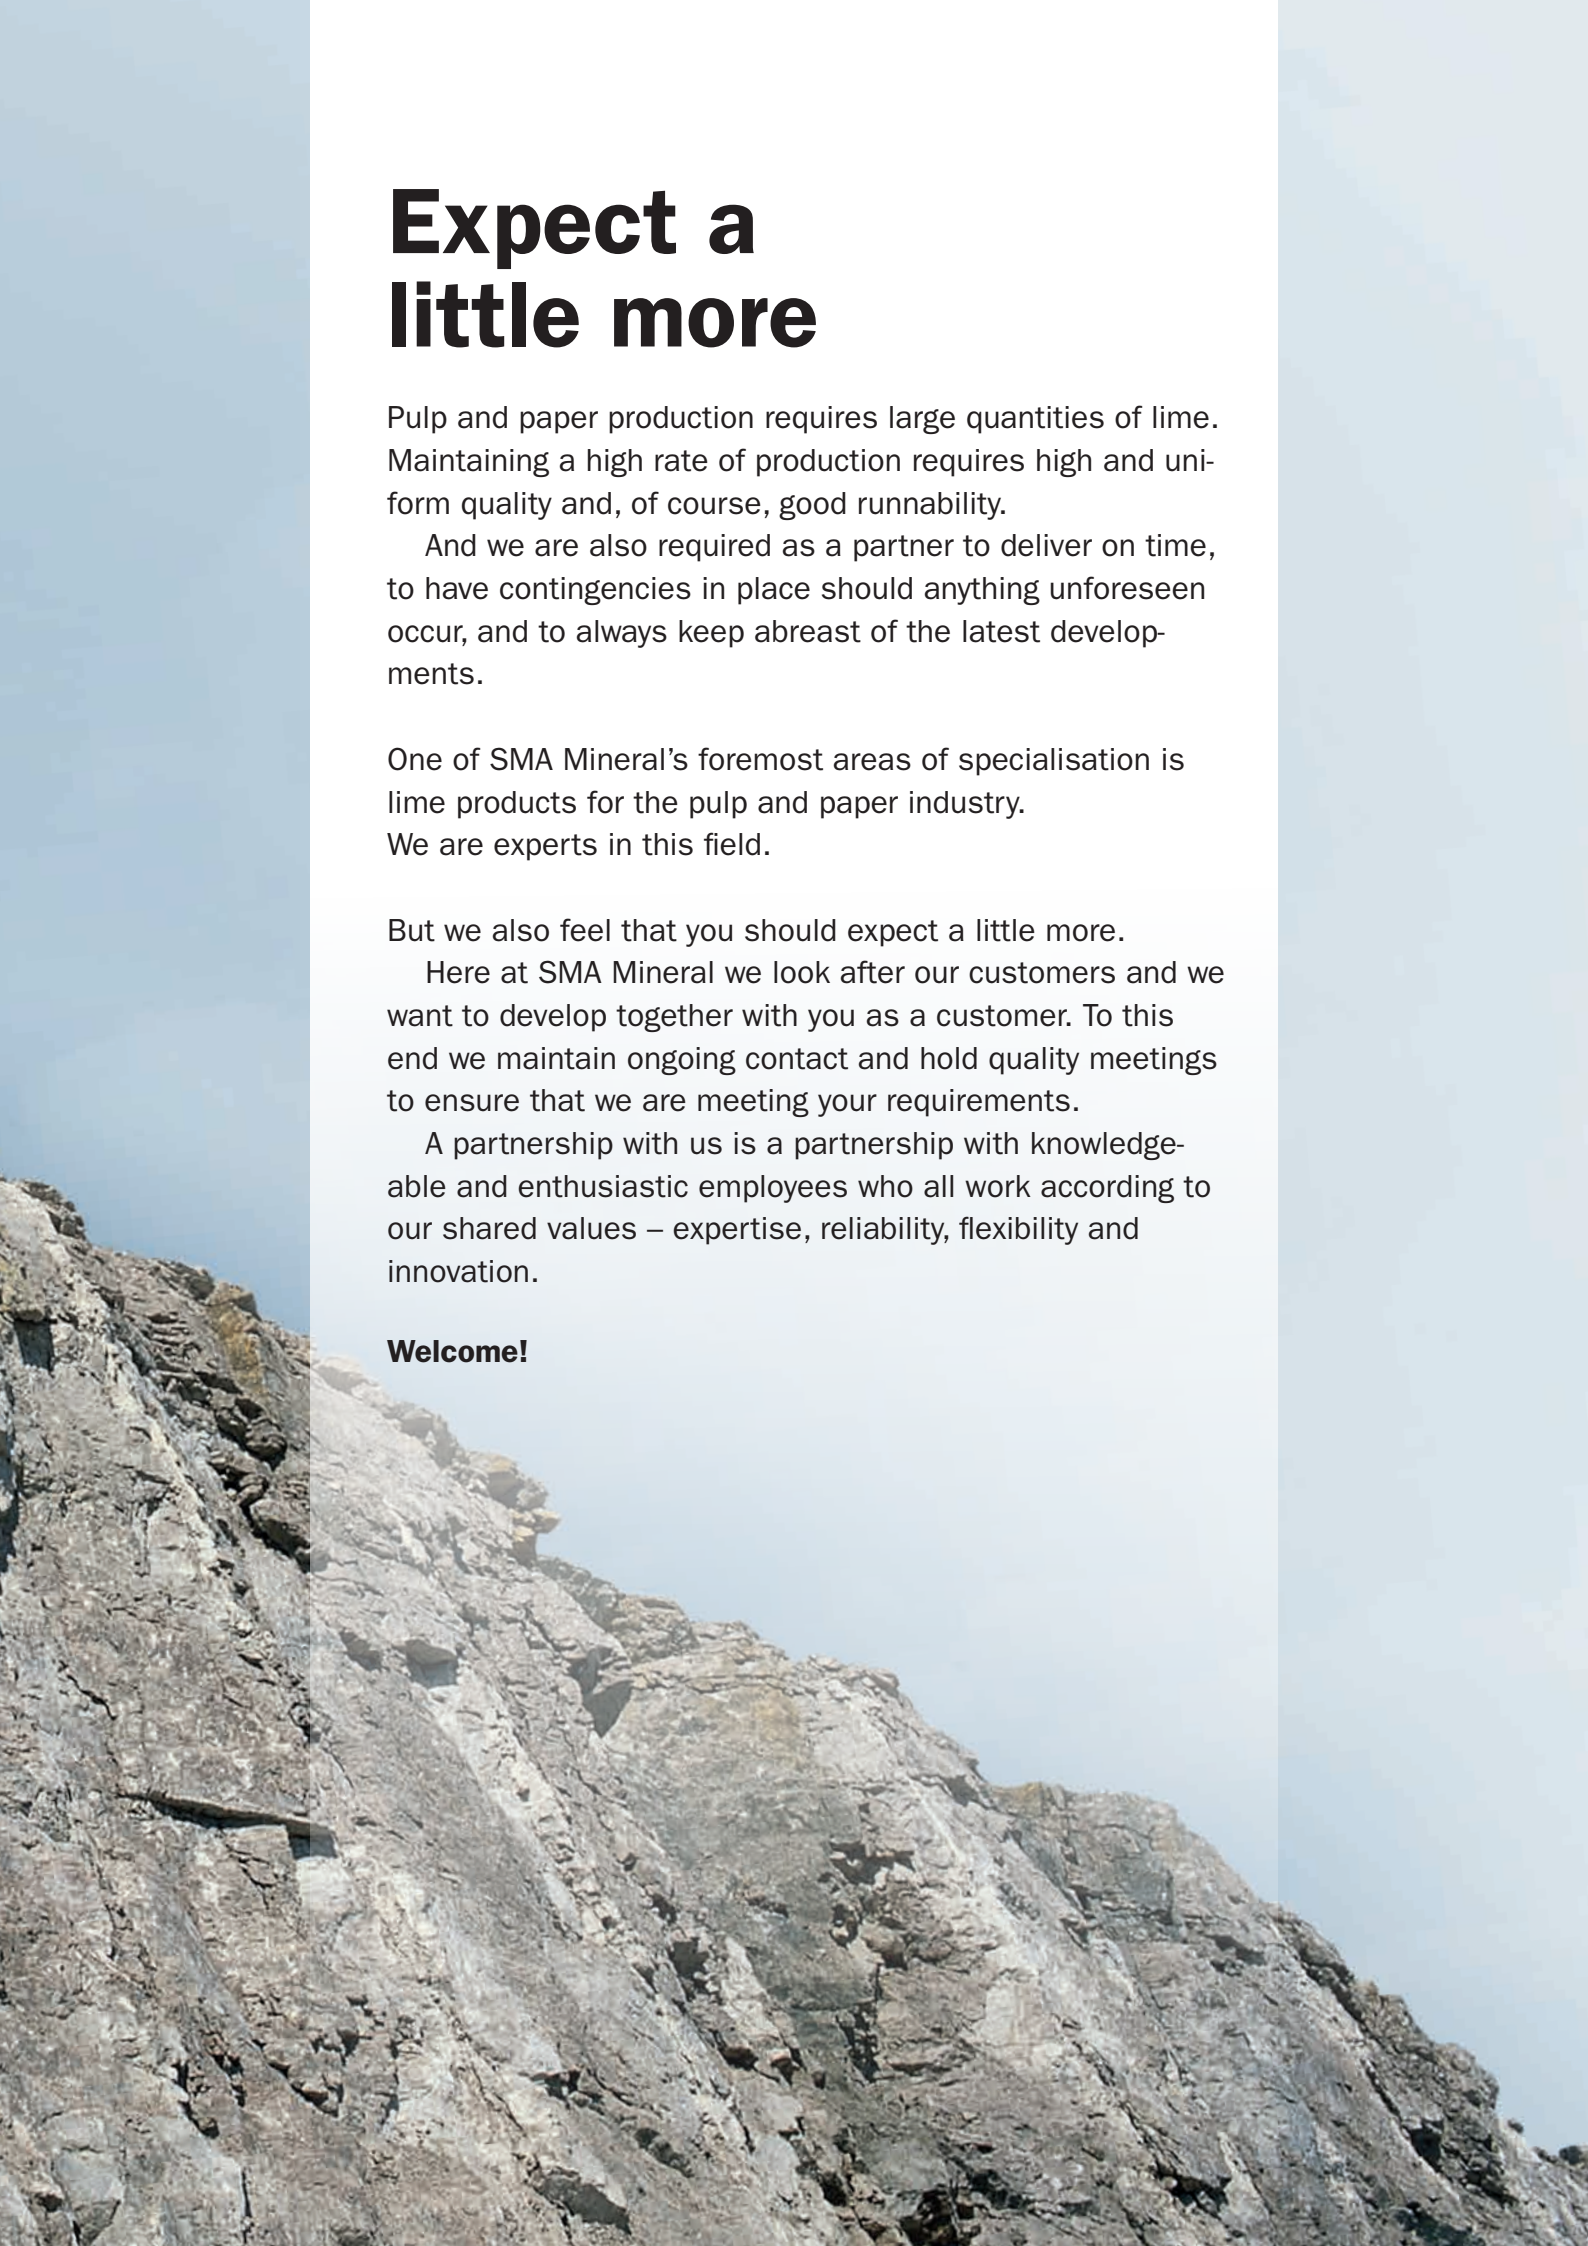 Expect a
little more
Pulp and paper production requires large quantities of lime.
Maintaining a high rate of production requires high and uni-
form quality and, of course, good runnability.
And we are also required as a partner to deliver on time,
to have contingencies in place should anything unforeseen
occur, and to always keep abreast of the latest develop-
ments.
One of SMA Mineral’s foremost areas of specialisation is
lime products for the pulp and paper industry.
We are experts in this field.
But we also feel that you should expect a little more.
Here at SMA Mineral we look after our customers and we
want to develop together with you as a customer. To this
end we maintain ongoing contact and hold quality meetings
to ensure that we are meeting your requirements.
A partnership with us is a partnership with knowledge-
able and enthusiastic employees who all work according to
our shared values – expertise, reliability, flexibility and
innovation.
Welcome!